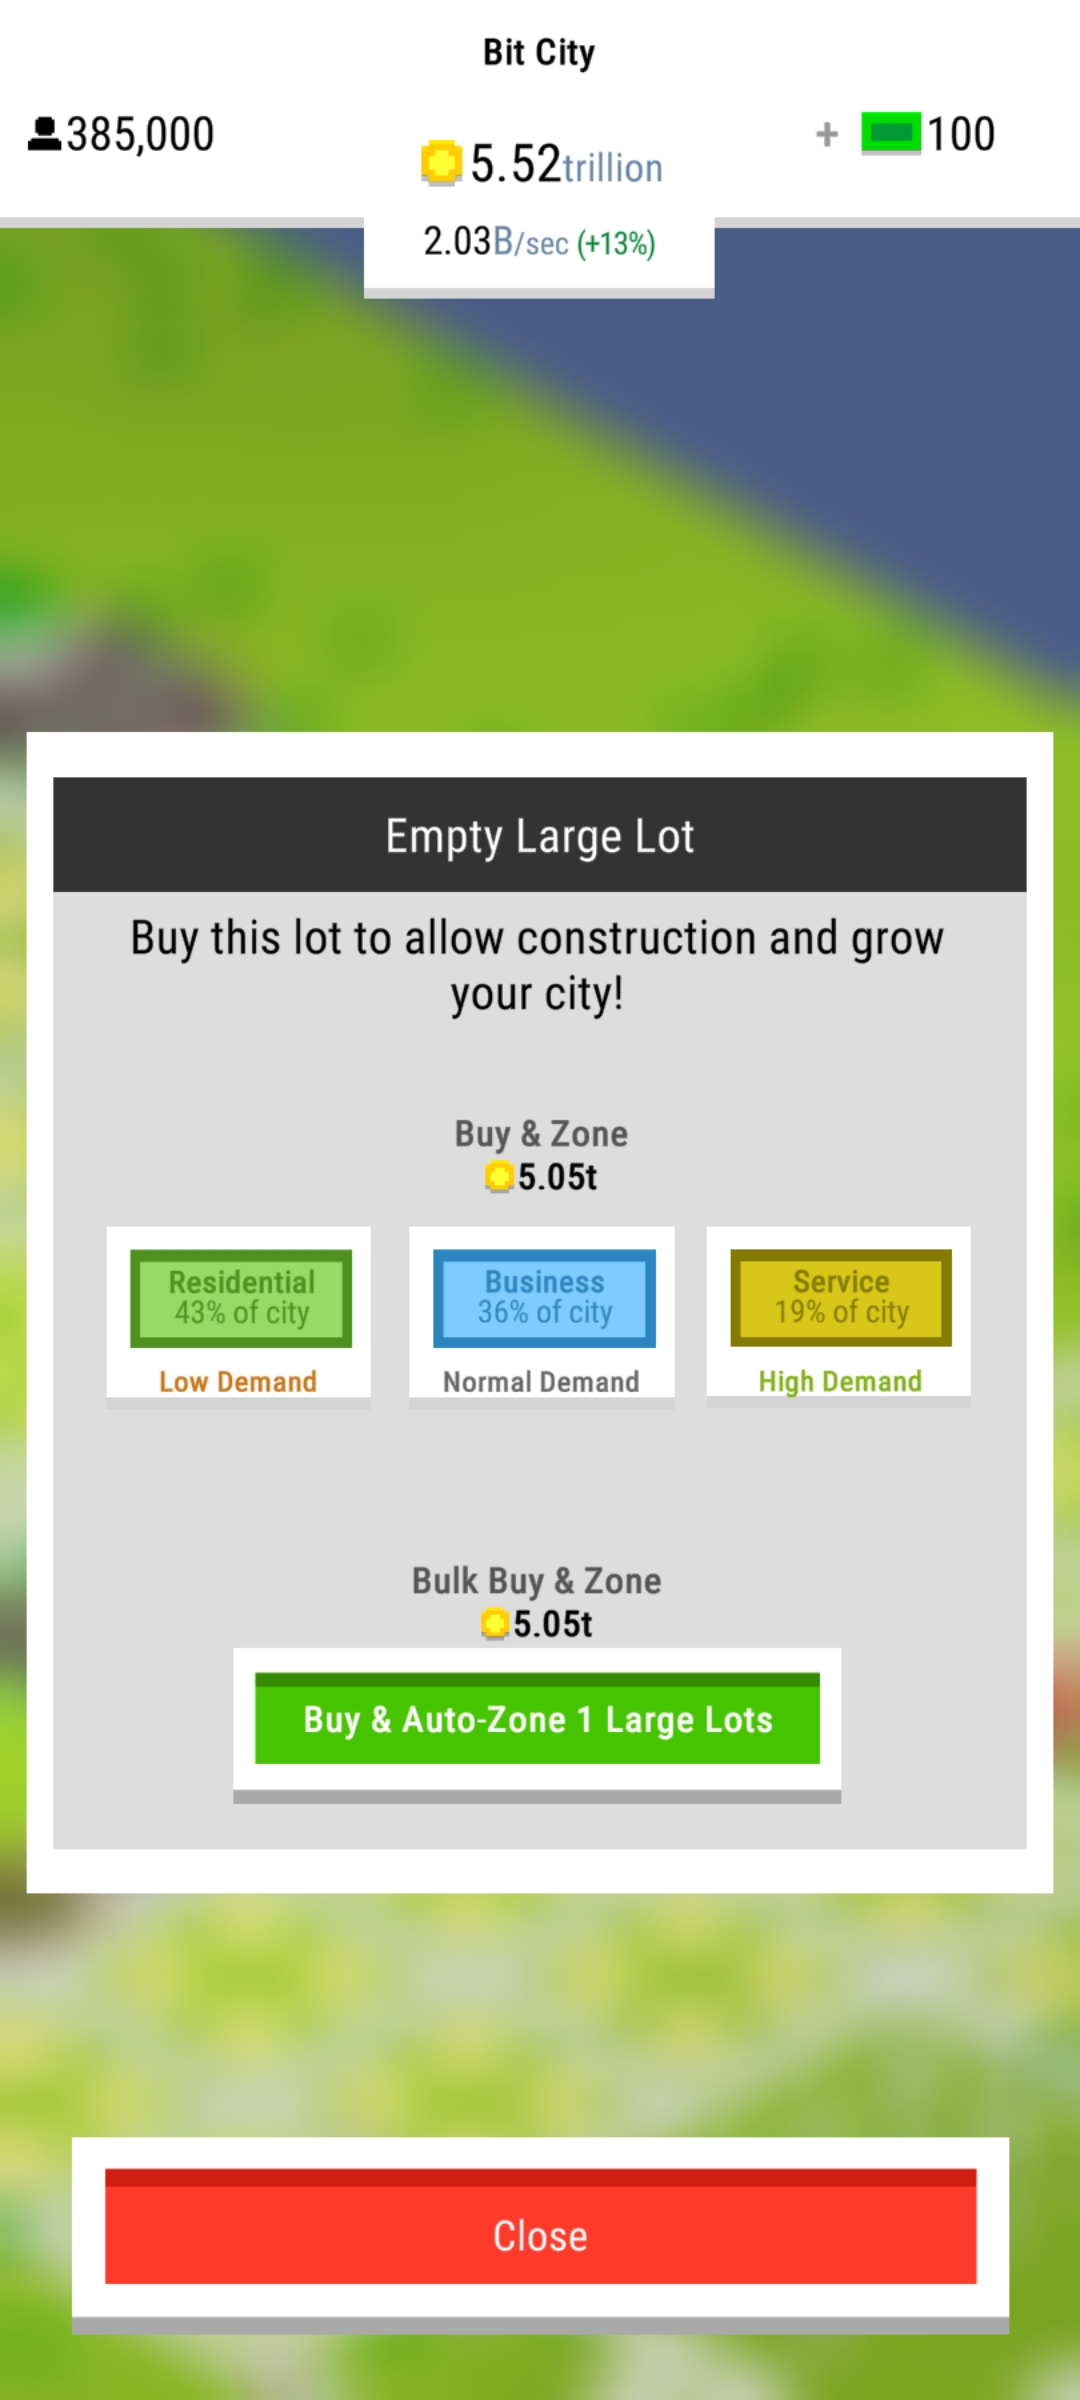 Bit City
385,000
5.52trillion
+ 100
2.03B/sec (+13%)
Empty Large Lot
Buy this lot to allow construction and grow
your city!
Buy & Zone
5.05t
Residential
43% of city
Low Demand
Business
36% of city
Normal Demand
Service
19% of city
High Demand
Bulk Buy & Zone
5.05t
Buy & Auto-Zone 1 Large Lots
Close